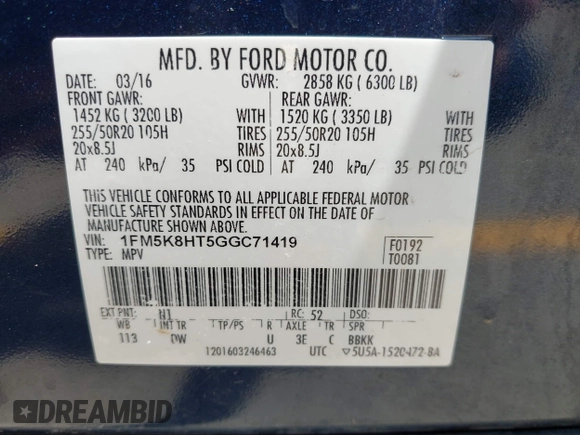 MFD. BY FORD MOTOR CO.
DATE: 03/16 GVWR: 2858 KG ( 6300 LB)
FRONT GAWR: REAR GAWR:
1452 KG ( 3200 LB) WITH 1520 KG ( 3350 LB) WITH
255/50R20 105H TIRES 255/50R20 105H TIRES
20x8.5J RIMS 20x8.5J RIMS
AT 240 kPa/ 35 PSI COLD AT 240 kPa/ 35 PSI COLD
THIS VEHICLE CONFORMS TO ALL APPLICABLE FEDERAL MOTOR
VEHICLE SAFETY STANDARDS IN EFFECT ON THE DATE OF
MANUFACTURE SHOWN ABOVE.
VIN: 1FM5K8HT5GGC71419 F0192
TYPE: MPV T0081
EXT PNT: N1 RC: 52 DSO:
WB INT TR TP/PS R AXLE TR SPR
113 DW U 3E C BBKK
1201603246463 UTC ▽5U5A-1520472-BA
DREAMBID